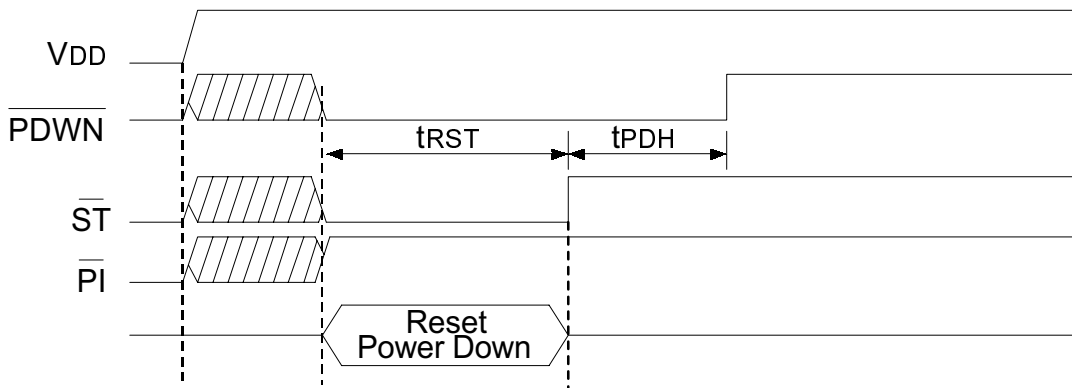 VDD
PDWN
tRST tPDH
ST
PI
Reset
Power Down